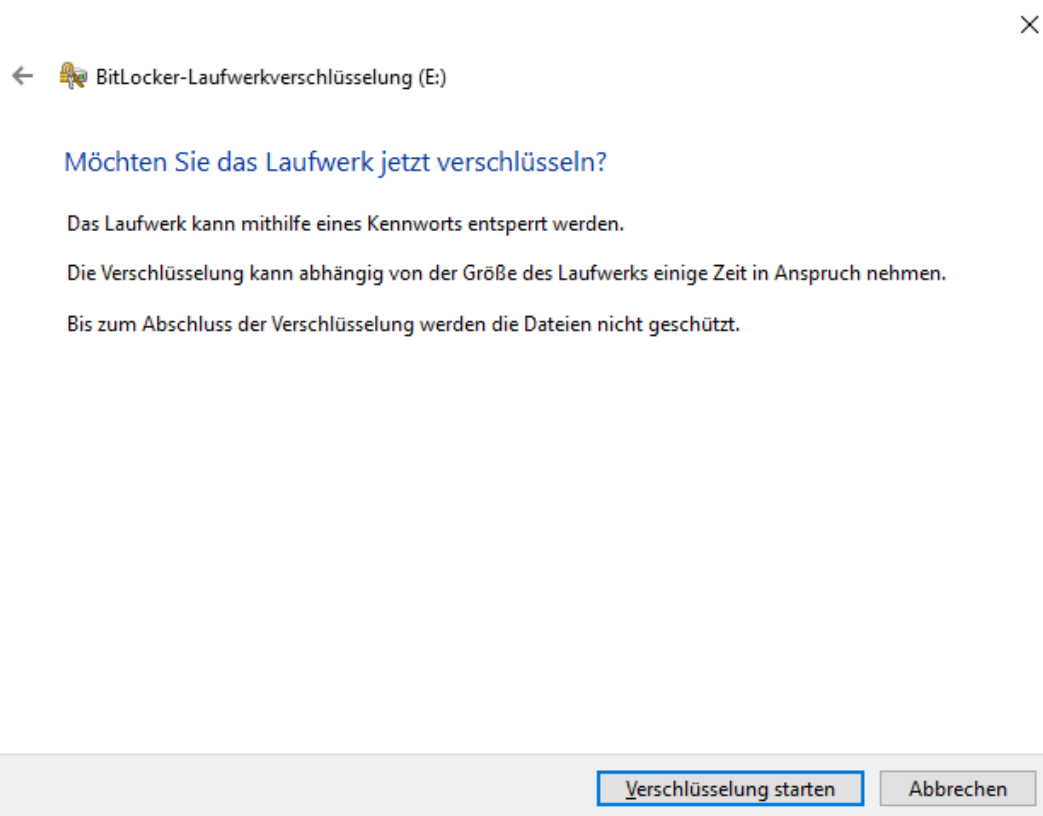 BitLocker-Laufwerkverschlüsselung (E:)
Möchten Sie das Laufwerk jetzt verschlüsseln?
Das Laufwerk kann mithilfe eines Kennworts entsperrt werden.
Die Verschlüsselung kann abhängig von der Größe des Laufwerks einige Zeit in Anspruch nehmen.
Bis zum Abschluss der Verschlüsselung werden die Dateien nicht geschützt.
Verschlüsselung starten
Abbrechen